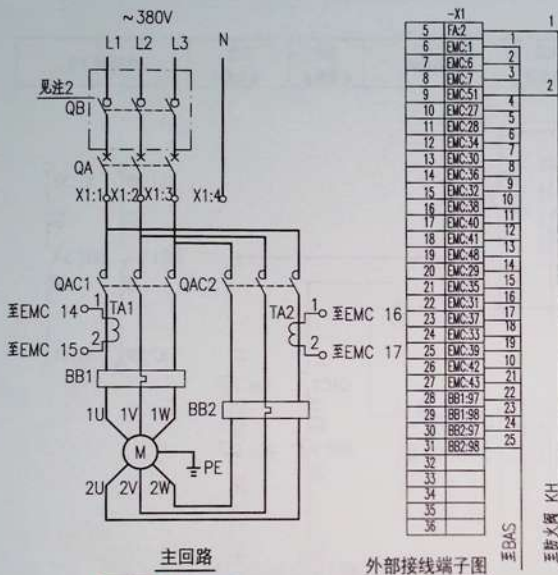 ~380V
L1 L2 L3 N
见注2
QB
QA
X1:1 X1:2 X1:3 X1:4
QAC1 QAC2
至EMC 14 1 TA1 TA2 1 至EMC 16
至EMC 15 2 2 至EMC 17
BB1
BB2
1U 1V 1W
M
PE
2U 2V 2W
主回路
-X1
5 FA:2
6 EMC:1
7 EMC:6
8 EMC:7
9 EMC:51
10 EMC:27
11 EMC:28
12 EMC:34
13 EMC:30
14 EMC:36
15 EMC:32
16 EMC:38
17 EMC:40
18 EMC:41
19 EMC:48
20 EMC:29
21 EMC:35
22 EMC:31
23 EMC:37
24 EMC:33
25 EMC:39
26 EMC:42
27 EMC:43
28 BB1:97
29 BB1:98
30 BB2:97
31 BB2:98
32
33
34
35
36
1
2
3
4
5
6
7
8
9
10
11
12
13
14
15
16
17
18
19
10
21
22
23
24
25
1
2
至BAS
至防火阀 KH
外部接线端子图